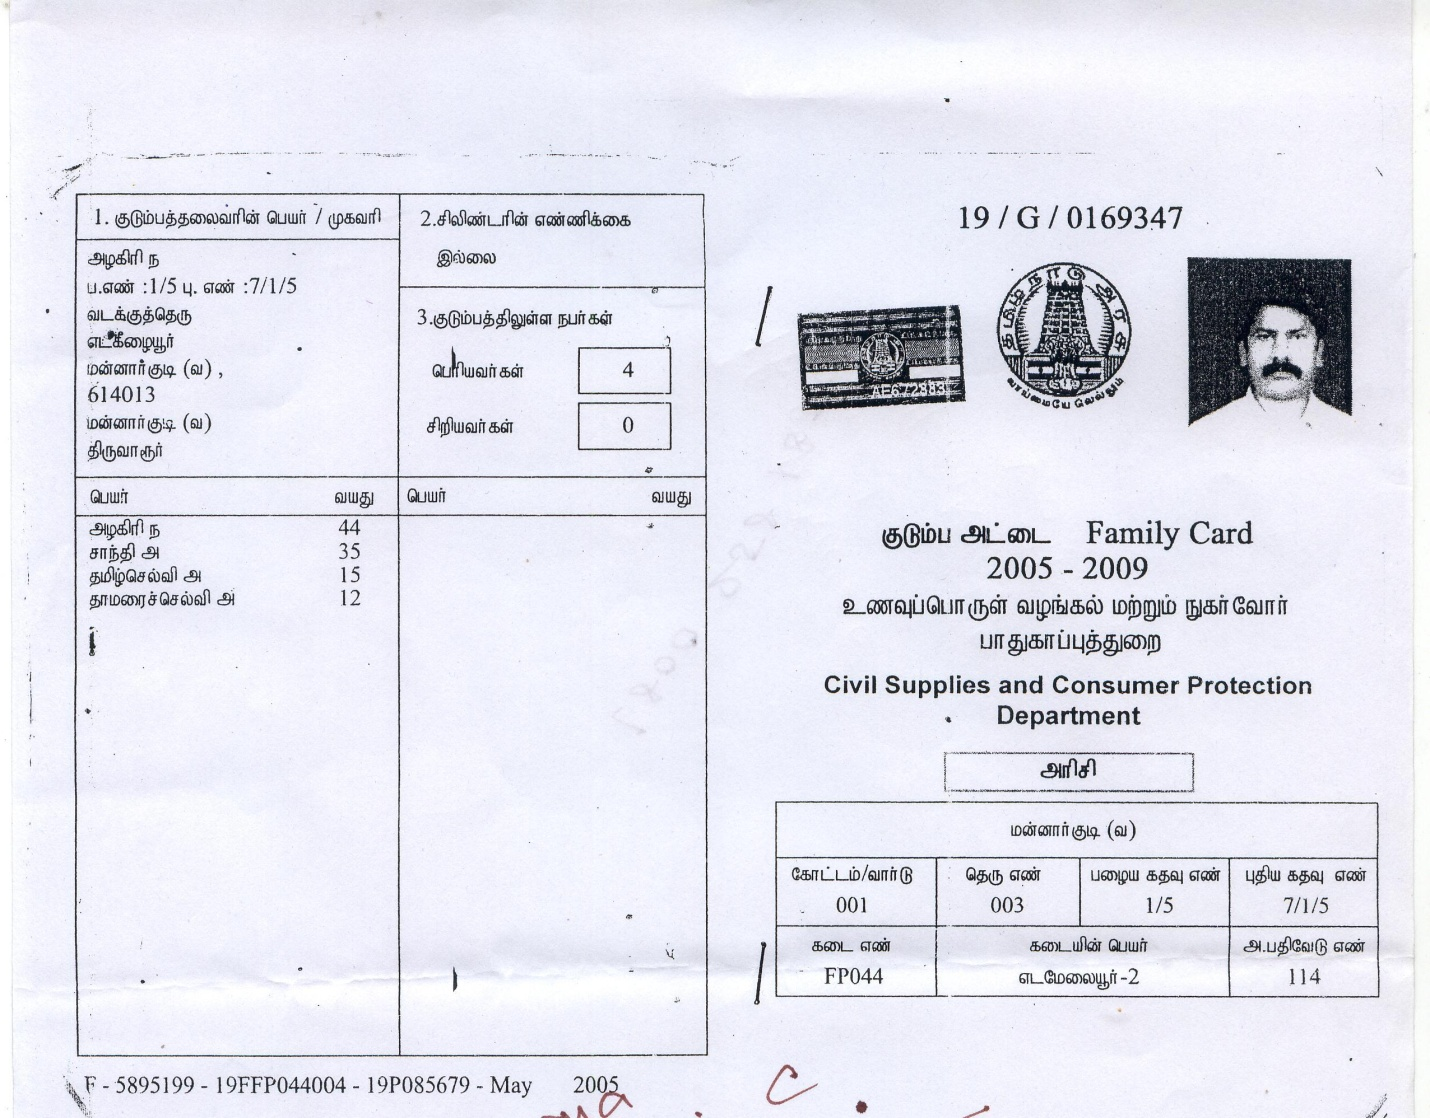 1. குடும்பத்தலைவரின் பெயர் / முகவரி
அழகிரி ந
ப.எண் :1/5 பு. எண் :7/1/5
வடக்குத்தெரு
எடகீழையூர்
மன்னார்குடி (வ) ,
614013
மன்னார்குடி (வ)
திருவாரூர்
2.சிலிண்டரின் எண்ணிக்கை
இல்லை
3.குடும்பத்திலுள்ள நபர்கள்
பெரியவர்கள் 4
சிறியவர்கள் 0
பெயர் வயது பெயர் வயது
அழகிரி ந 44
சாந்தி அ 35
தமிழ்செல்வி அ 15
தாமரைச்செல்வி அ 12
F - 5895199 - 19FFP044004 - 19P085679 - May 2005
19 / G / 0169347
தமிழ்நாடு அரசு
வாய்மையே வெல்லும்
குடும்ப அட்டை Family Card
2005 - 2009
உணவுப்பொருள் வழங்கல் மற்றும் நுகர்வோர்
பாதுகாப்புத்துறை
Civil Supplies and Consumer Protection
Department
அரிசி
மன்னார்குடி (வ)
கோட்டம்/வார்டு தெரு எண் பழைய கதவு எண் புதிய கதவு எண்
001 003 1/5 7/1/5
கடை எண் கடையின் பெயர் அ.பதிவேடு எண்
FP044 எடமேலையூர்-2 114